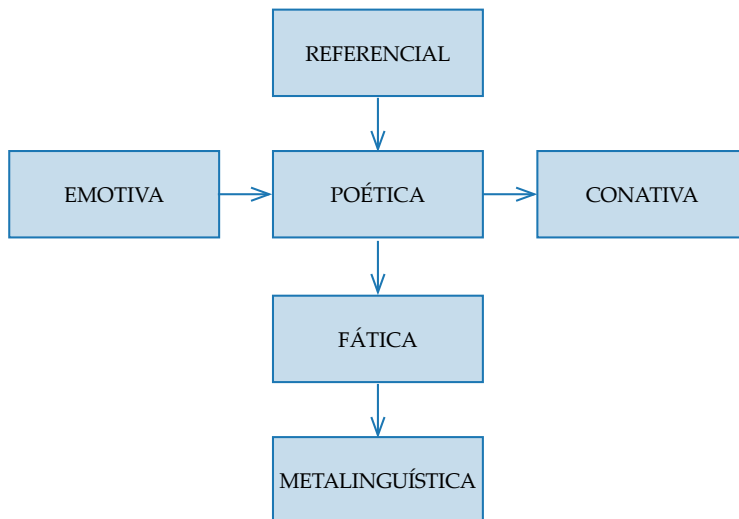 REFERENCIAL
EMOTIVA
POÉTICA
CONATIVA
FÁTICA
METALINGUÍSTICA